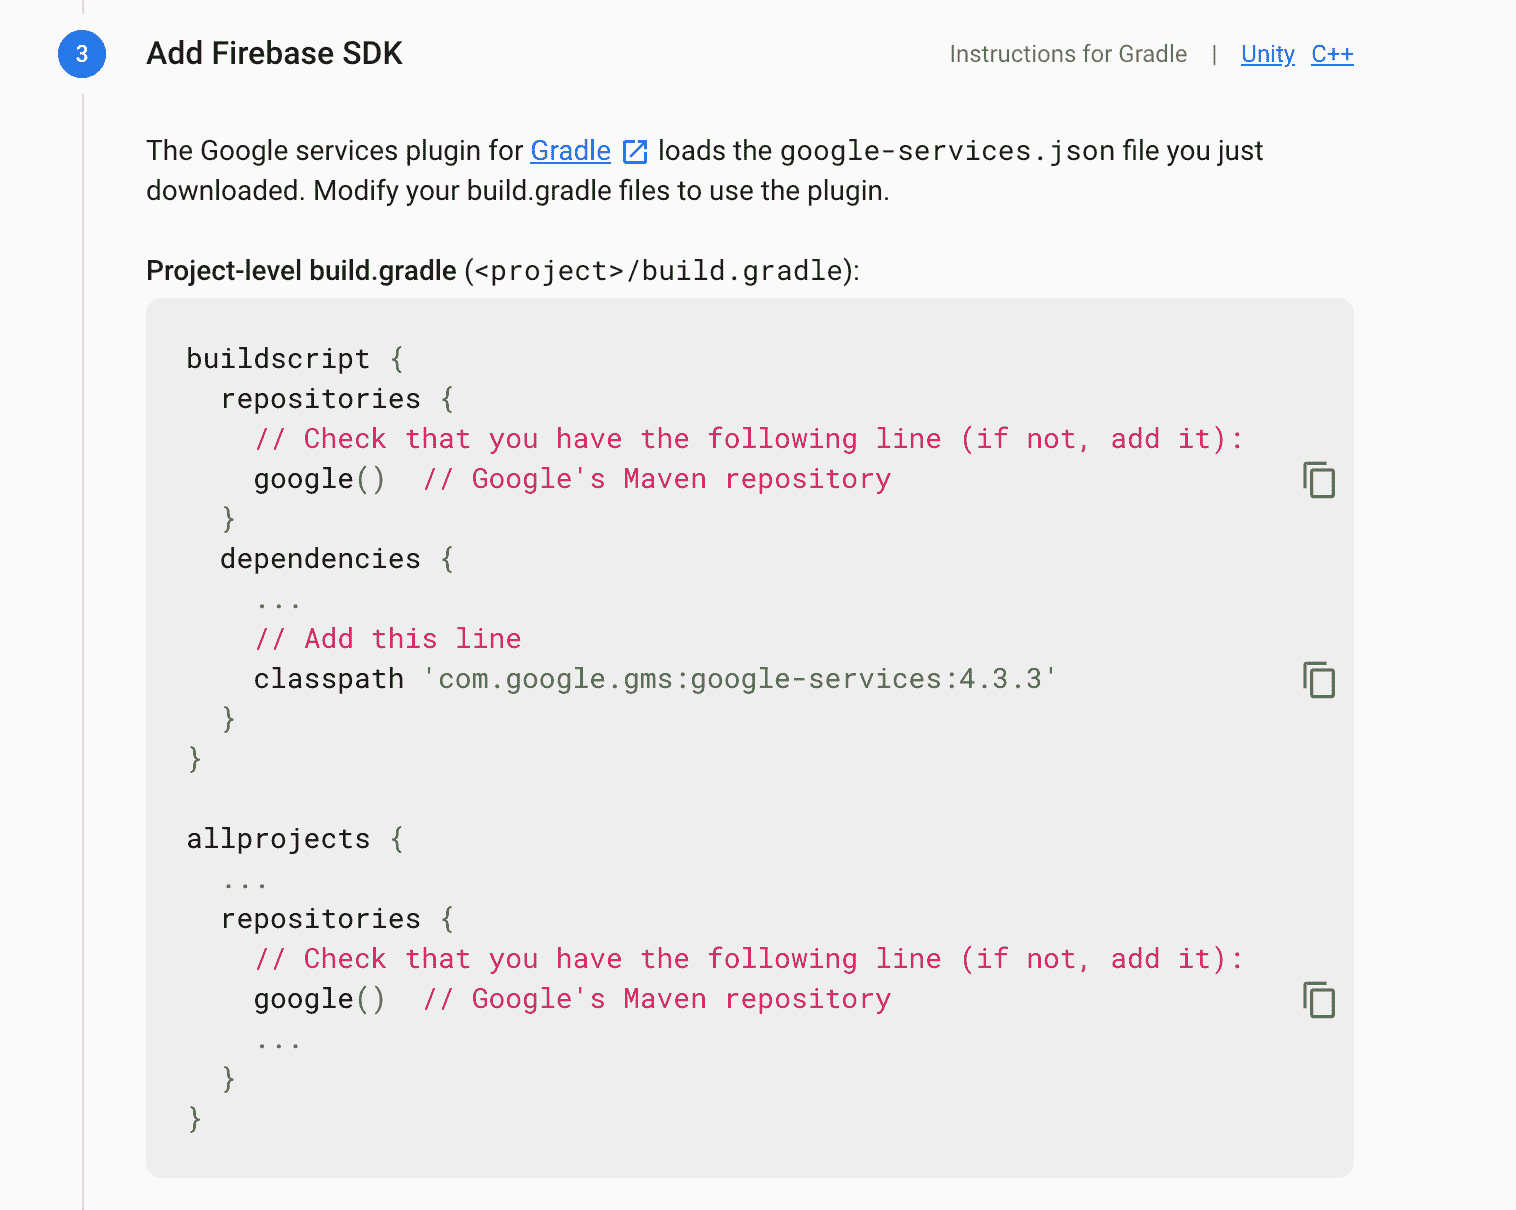 3 Add Firebase SDK Instructions for Gradle | Unity C++
The Google services plugin for Gradle loads the google-services.json file you just
downloaded. Modify your build.gradle files to use the plugin.
Project-level build.gradle (<project>/build.gradle):
buildscript {
  repositories {
    // Check that you have the following line (if not, add it):
    google()  // Google's Maven repository
  }
  dependencies {
    ...
    // Add this line
    classpath 'com.google.gms:google-services:4.3.3'
  }
}
allprojects {
  ...
  repositories {
    // Check that you have the following line (if not, add it):
    google()  // Google's Maven repository
    ...
  }
}